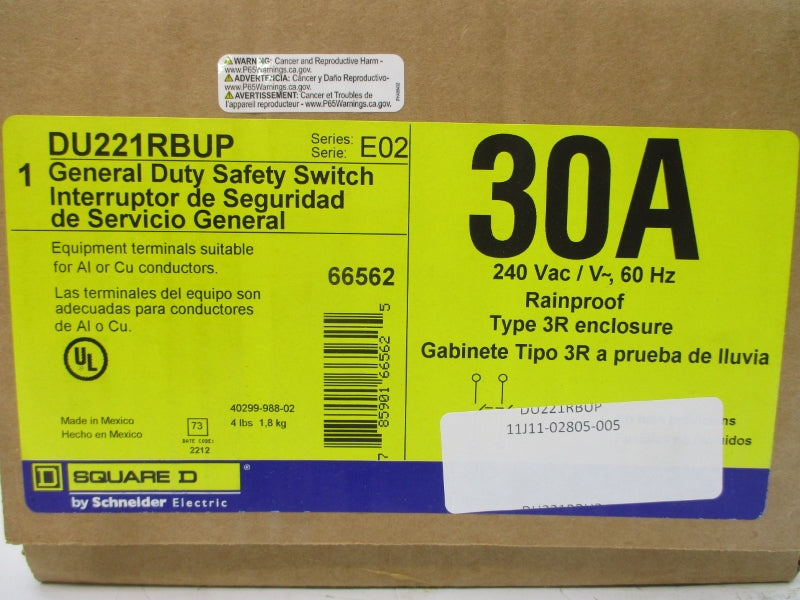 WARNING: Cancer and Reproductive Harm -
www.P65Warnings.ca.gov.
ADVERTENCIA: Cáncer y Daño Reproductivo-
www.P65Warnings.ca.gov.
AVERTISSEMENT: Cancer et Troubles de
l'appareil reproducteur - www.P65Warnings.ca.gov.
DU221RBUP
Series:
Serie: E02
1 General Duty Safety Switch
Interruptor de Seguridad
de Servicio General
Equipment terminals suitable
for Al or Cu conductors.
Las terminales del equipo son
adecuadas para conductores
de Al o Cu.
UL
66562
7 85901 66562 5
Made in Mexico
Hecho en Mexico
73
DATE CODE:
2212
40299-988-02
4 lbs 1,8 kg
30A
240 Vac / V~, 60 Hz
Rainproof
Type 3R enclosure
Gabinete Tipo 3R a prueba de lluvia
DU221RBUP
11J11-02805-005
DU221RBUP
D SQUARE D
by Schneider Electric